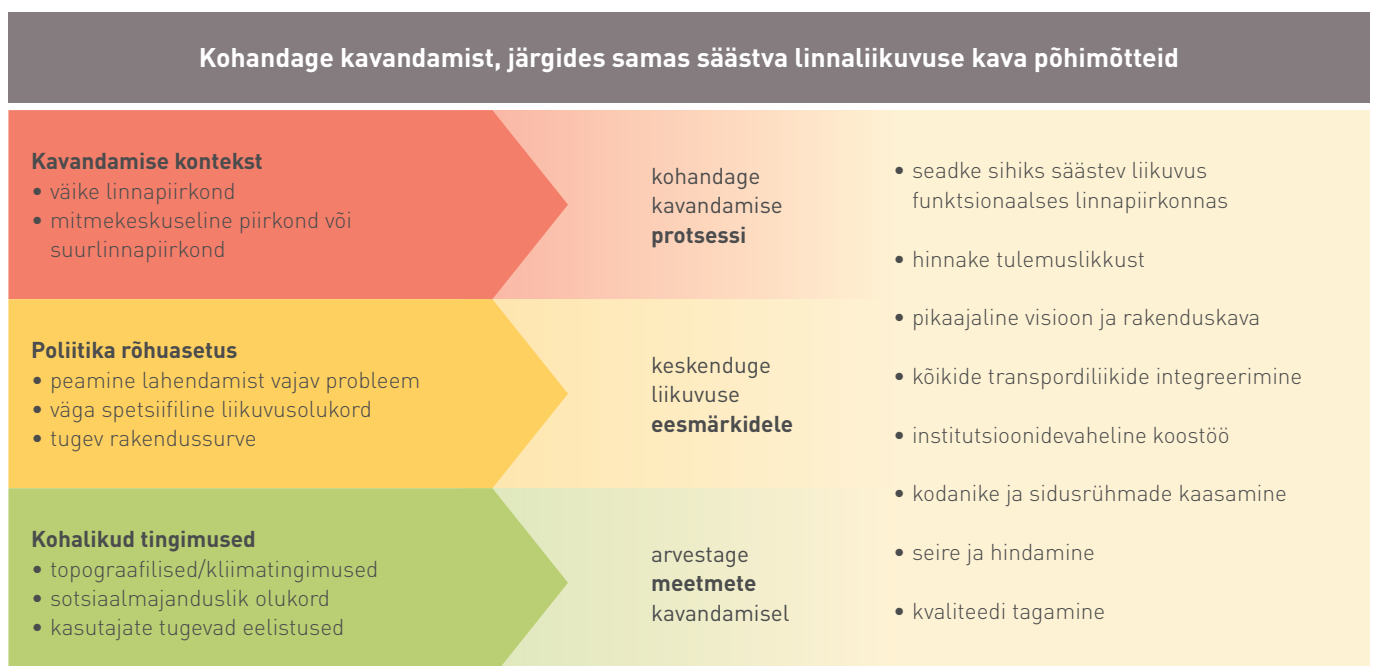 Kohandage kavandamist, järgides samas säästva linnaliikuvuse kava põhimõtteid
Kavandamise kontekst
• väike linnapiirkond
• mitmekeskuseline piirkond või
suurlinnapiirkond
kohandage
kavandamise
protsessi
Poliitika rõhuasetus
• peamine lahendamist vajav probleem
• väga spetsiifiline liikuvusolukord
• tugev rakendussurve
keskenduge
liikuvuse
eesmärkidele
Kohalikud tingimused
• topograafilised/kliimatingimused
• sotsiaalmajanduslik olukord
• kasutajate tugevad eelistused
arvestage
meetmete
kavandamisel
• seadke sihiks säästev liikuvus
funktsionaalses linnapiirkonnas
• hinnake tulemuslikkust
• pikaajaline visioon ja rakenduskava
• kõikide transpordiliikide integreerimine
• institutsioonidevaheline koostöö
• kodanike ja sidusrühmade kaasamine
• seire ja hindamine
• kvaliteedi tagamine